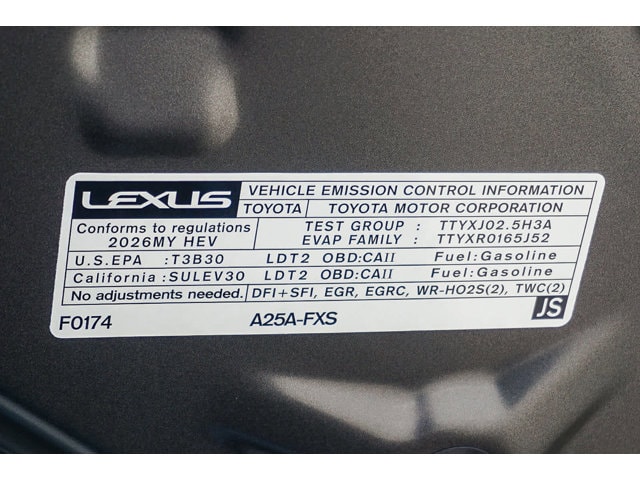 LEXUS VEHICLE EMISSION CONTROL INFORMATION
TOYOTA TOYOTA MOTOR CORPORATION
Conforms to regulations TEST GROUP : TTYXJ02.5H3A
2026MY HEV EVAP FAMILY : TTYXR0165J52
U.S.EPA :T3B30 LDT2 OBD:CAII Fuel:Gasoline
California:SULEV30 LDT2 OBD:CAII Fuel:Gasoline
No adjustments needed. DFI+SFI, EGR, EGRC, WR-HO2S(2), TWC(2)
F0174 A25A-FXS JS